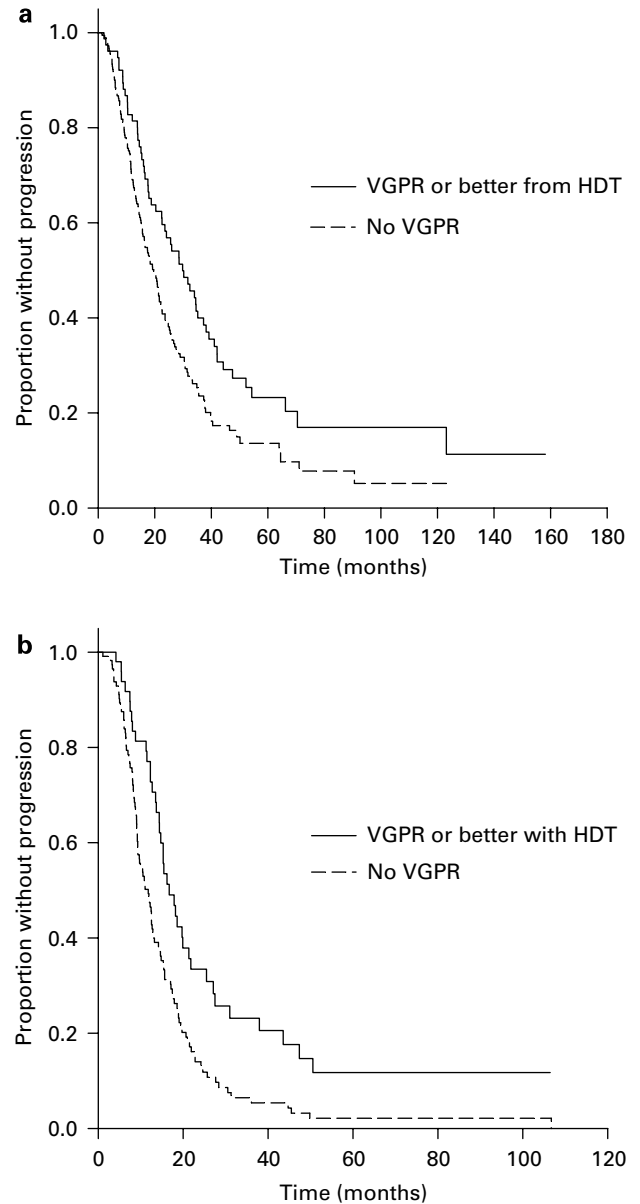 a
1.0
0.8
0.6
0.4
0.2
0.0
Proportion without progression
VGPR or better from HDT
No VGPR
0 20 40 60 80 100 120 140 160 180
Time (months)
b
1.0
0.8
0.6
0.4
0.2
0.0
Proportion without progression
VGPR or better with HDT
No VGPR
0 20 40 60 80 100 120
Time (months)